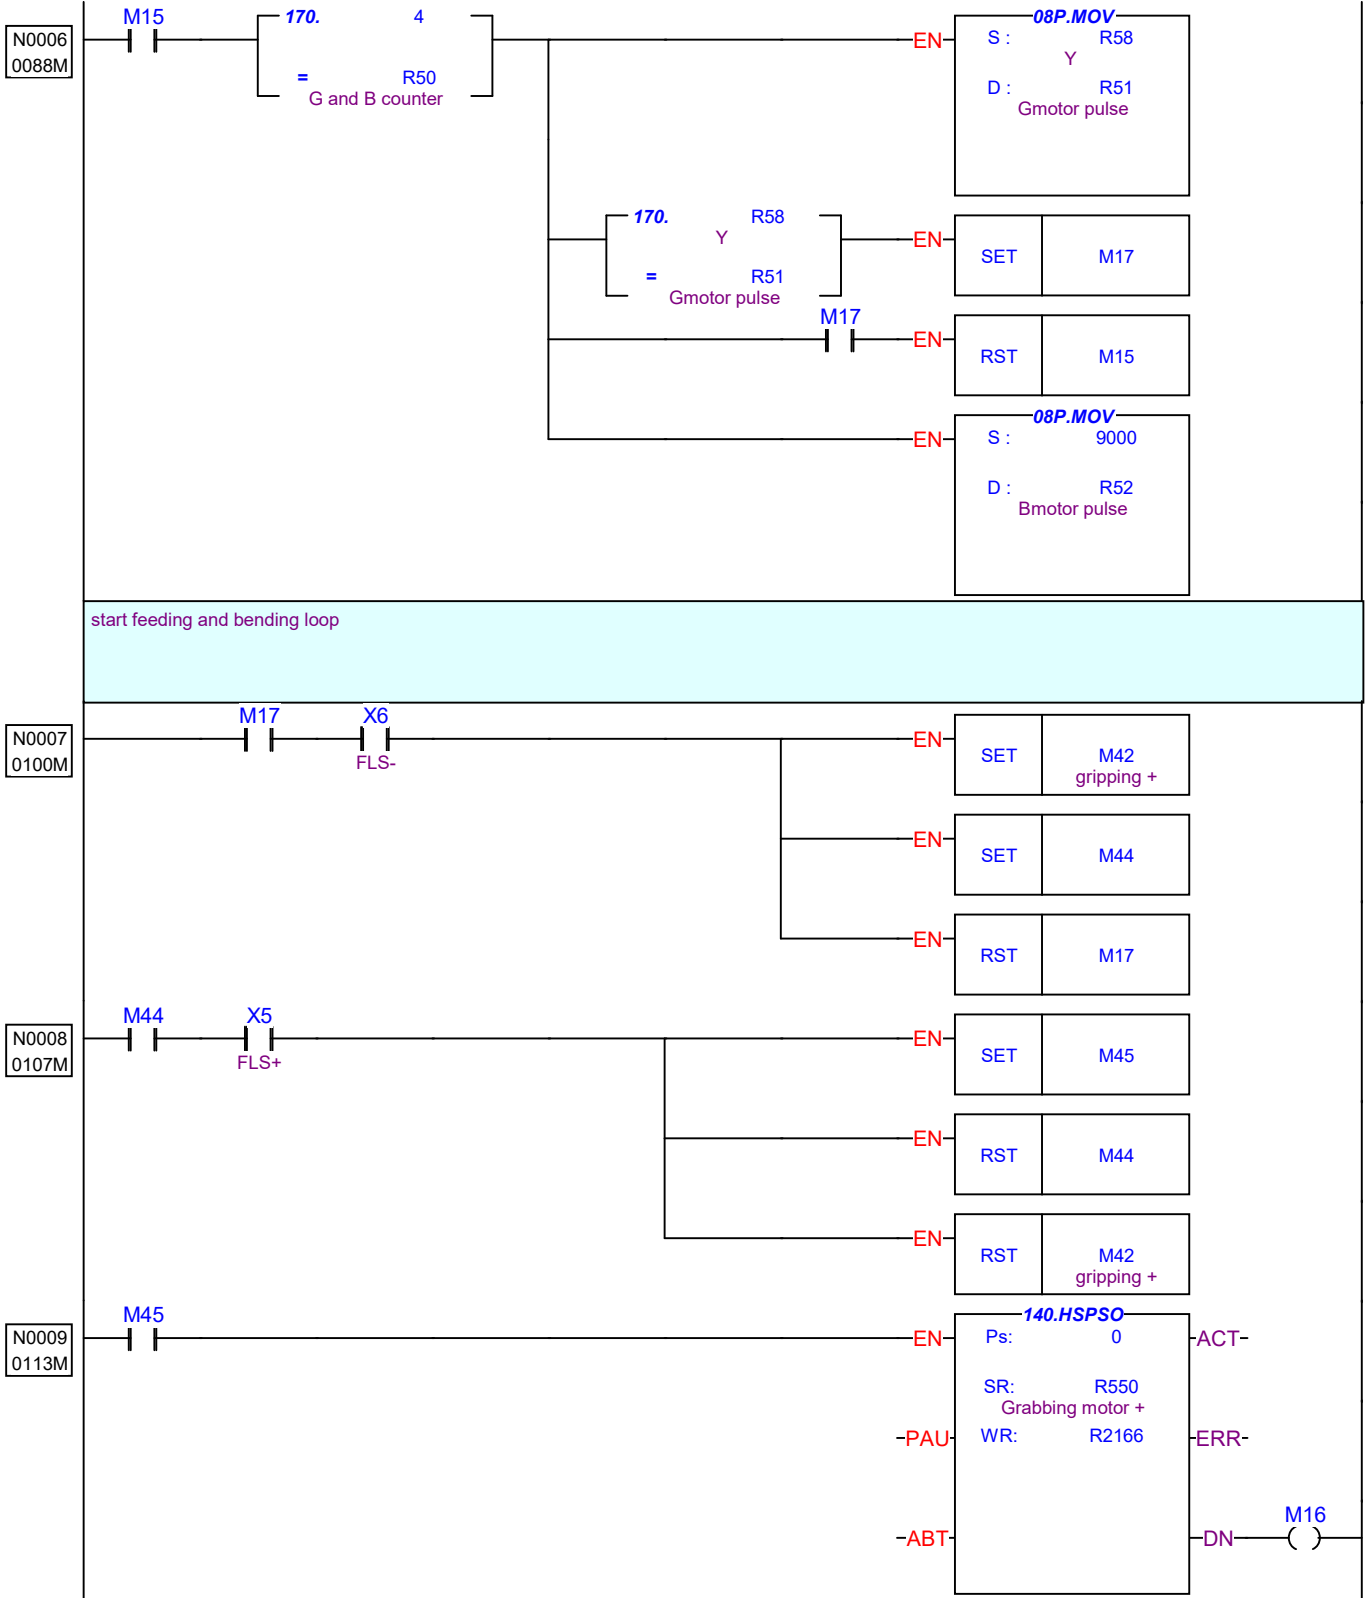 M15
170. 4
08P.MOV
N0006
EN
S : R58
0088M
Y
= R50
D : R51
G and B counter
Gmotor pulse
170. R58
EN
Y
SET M17
= R51
Gmotor pulse
M17
EN
RST M15
08P.MOV
EN
S : 9000
D : R52
Bmotor pulse
start feeding and bending loop
M17 X6
N0007
EN
0100M
FLS-
SET M42
gripping +
EN
SET M44
EN
RST M17
M44 X5
N0008
EN
0107M
FLS+
SET M45
EN
RST M44
EN
RST M42
gripping +
M45
140.HSPSO
N0009
EN
Ps: 0
ACT
0113M
SR: R550
Grabbing motor +
PAU
WR: R2166
ERR
M16
ABT
DN